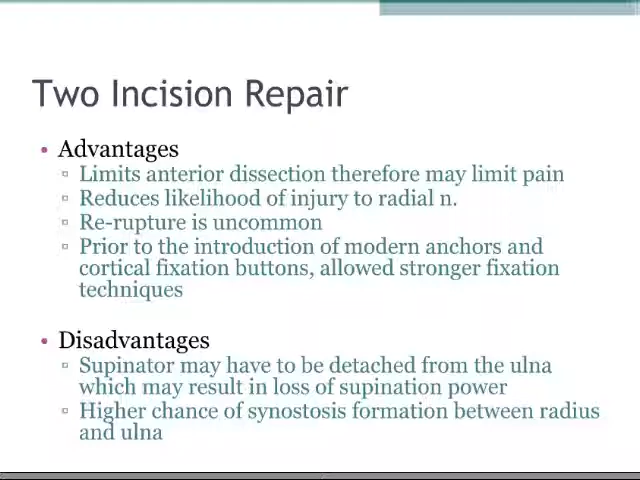 Two Incision Repair
• Advantages
▫ Limits anterior dissection therefore may limit pain
▫ Reduces likelihood of injury to radial n.
▫ Re-rupture is uncommon
▫ Prior to the introduction of modern anchors and
cortical fixation buttons, allowed stronger fixation
techniques
• Disadvantages
▫ Supinator may have to be detached from the ulna
which may result in loss of supination power
▫ Higher chance of synostosis formation between radius
and ulna